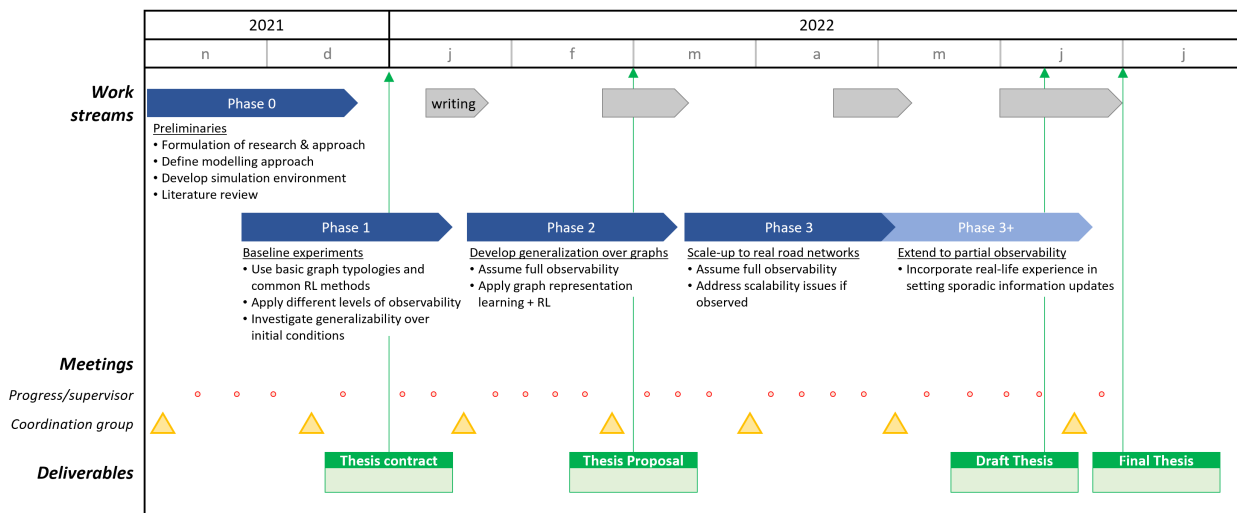 2021
2022
n
d
j
f
m
a
m
j
j
Work
streams
Phase 0
writing
Preliminaries
• Formulation of research & approach
• Define modelling approach
• Develop simulation environment
• Literature review
Phase 1
Phase 2
Phase 3
Phase 3+
Baseline experiments
• Use basic graph typologies and
common RL methods
• Apply different levels of observability
• Investigate generalizability over
initial conditions
Develop generalization over graphs
• Assume full observability
• Apply graph representation
learning + RL
Scale-up to real road networks
• Assume full observability
• Address scalability issues if
observed
Extend to partial observability
• Incorporate real-life experience in
setting sporadic information updates
Meetings
Progress/supervisor
Coordination group
Deliverables
Thesis contract
Thesis Proposal
Draft Thesis
Final Thesis